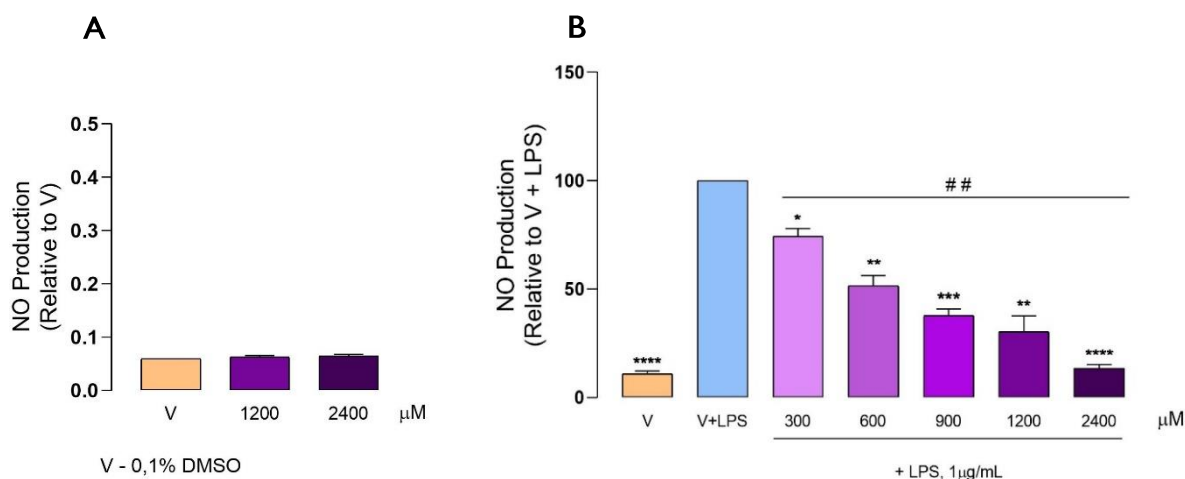 A
NO Production
(Relative to V)
0.5
0.4
0.3
0.2
0.1
0.0
V 1200 2400 μM
V - 0,1% DMSO
B
NO Production
(Relative to V + LPS)
150
100
50
0
##
*
**
***
**
****
****
V V+LPS 300 600 900 1200 2400 μM
+ LPS, 1μg/mL